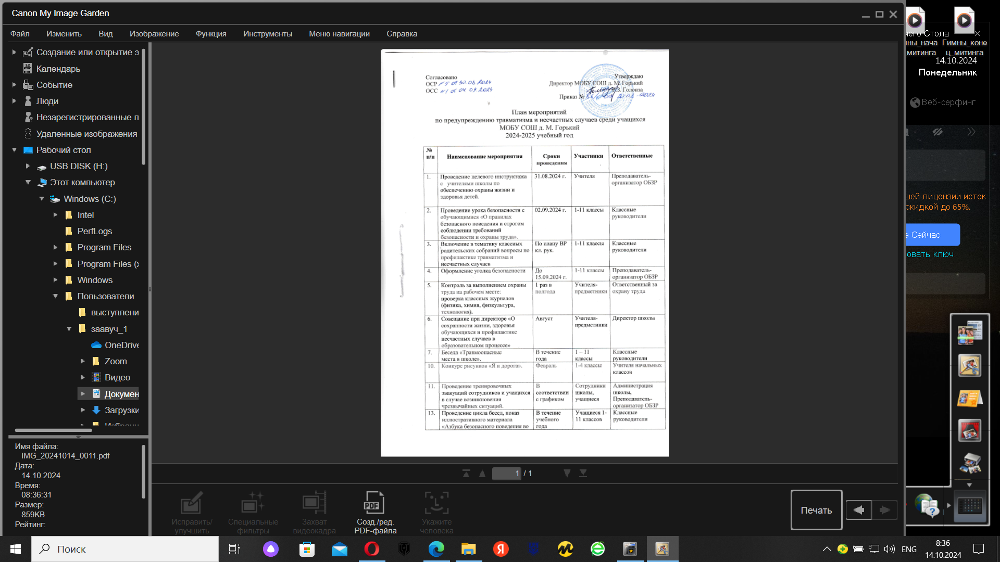 Canon My Image Garden
Файл Изменить Вид Изображение Функция Инструменты Меню навигации Справка
Создание или открытие э
Календарь
Событие
Люди
Незарегистрированные л
Удаленные изображения
Рабочий стол
USB DISK (H:)
Этот компьютер
Windows (C:)
Intel
PerfLogs
Program Files
Program Files (x
Windows
Пользователи
выступлени
заавуч_1
OneDrive
Zoom
Видео
Докумен
Загрузки
Имя файла:
IMG_20241014_0011.pdf
Дата:
14.10.2024
Время:
08:36:31
Размер:
859KB
Рейтинг:
Согласовано
ОСР №5 от 30.08.2024
ОСС №1 от 04.09.2024
Утверждаю
Директор МОБУ СОШ д. М. Горький
З.З. Голонза
Приказ № 30.08.2024
План мероприятий
по предупреждению травматизма и несчастных случаев среди учащихся
МОБУ СОШ д. М. Горький
2024-2025 учебный год
№ п/п Наименование мероприятия Сроки проведения Участники Ответственные
1. Проведение целевого инструктажа с учителями школы по обеспечению охраны жизни и здоровья детей. 31.08.2024 г. Учителя Преподаватель-организатор ОБЗР
2. Проведение урока безопасности с обучающимися «О правилах безопасного поведения и строгом соблюдении требований безопасности и охраны труда». 02.09.2024 г. 1-11 классы Классные руководители
3. Включение в тематику классных родительских собраний вопросы по профилактике травматизма и несчастных случаев По плану ВР кл. рук. 1-11 классы Классные руководители
4. Оформление уголка безопасности До 15.09.2024 г. 1-11 классы Преподаватель-организатор ОБЗР
5. Контроль за выполнением охраны труда на рабочем месте: проверка классных журналов (физика, химия, физкультура, технология). 1 раз в полгода Учителя-предметники Ответственный за охрану труда
6. Совещание при директоре «О сохранности жизни, здоровья обучающихся и профилактике несчастных случаев в образовательном процессе» Август Учителя-предметники Директор школы
7. Беседа «Травмоопасные места в школе». В течение года 1 – 11 классы Классные руководители
10. Конкурс рисунков «Я и дорога». Февраль 1-4 классы Учителя начальных классов
11. Проведение тренировочных эвакуаций сотрудников и учащихся в случае возникновения чрезвычайных ситуаций. В соответствии с графиком Сотрудники школы, учащиеся Администрация школы, Преподаватель-организатор ОБЗР
13. Проведение цикла бесед, показ иллюстративного материала «Азбука безопасного поведения во В течение учебного года Учащиеся 1-11 классов Классные руководители
1 / 1
Исправить/ улучшить
Специальные фильтры
Захват видеокадра
PDF
Созд./ред. PDF-файла
Укажите человека
Печать
него Стола
ны_нача
_митинга
Гимны_коне
ц_митинга
14.10.2024
Понедельник
Веб-серфинг
шей лицензии истек
скидкой до 65%.
е Сейчас
овать ключ
Поиск
ENG
8:36
14.10.2024